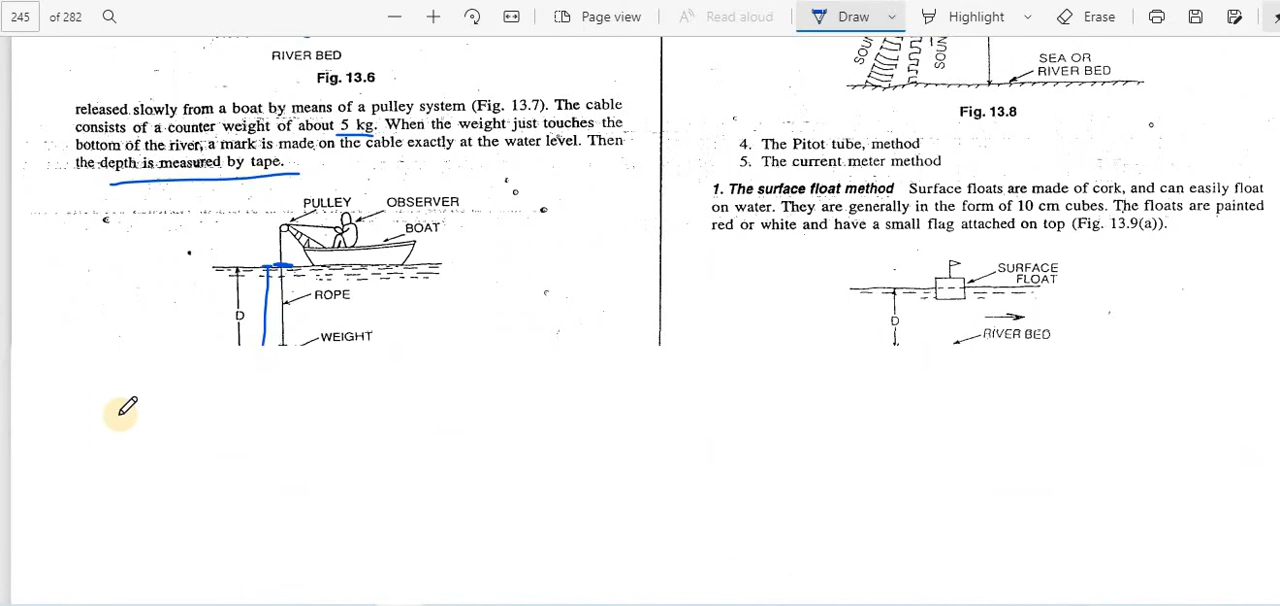 245 of 282 Page view Read aloud Draw Highlight Erase
RIVER BED
Fig. 13.6
released slowly from a boat by means of a pulley system (Fig. 13.7). The cable
consists of a counter weight of about 5 kg. When the weight just touches the
bottom of the river, a mark is made on the cable exactly at the water level. Then
the depth is measured by tape.
PULLEY
OBSERVER
BOAT
ROPE
D
WEIGHT
SOU
SOUN
SEA OR
RIVER BED
Fig. 13.8
4. The Pitot tube, method
5. The current meter method
1. The surface float method Surface floats are made of cork, and can easily float
on water. They are generally in the form of 10 cm cubes. The floats are painted
red or white and have a small flag attached on top (Fig. 13.9(a)).
SURFACE
FLOAT
D
RIVER BED